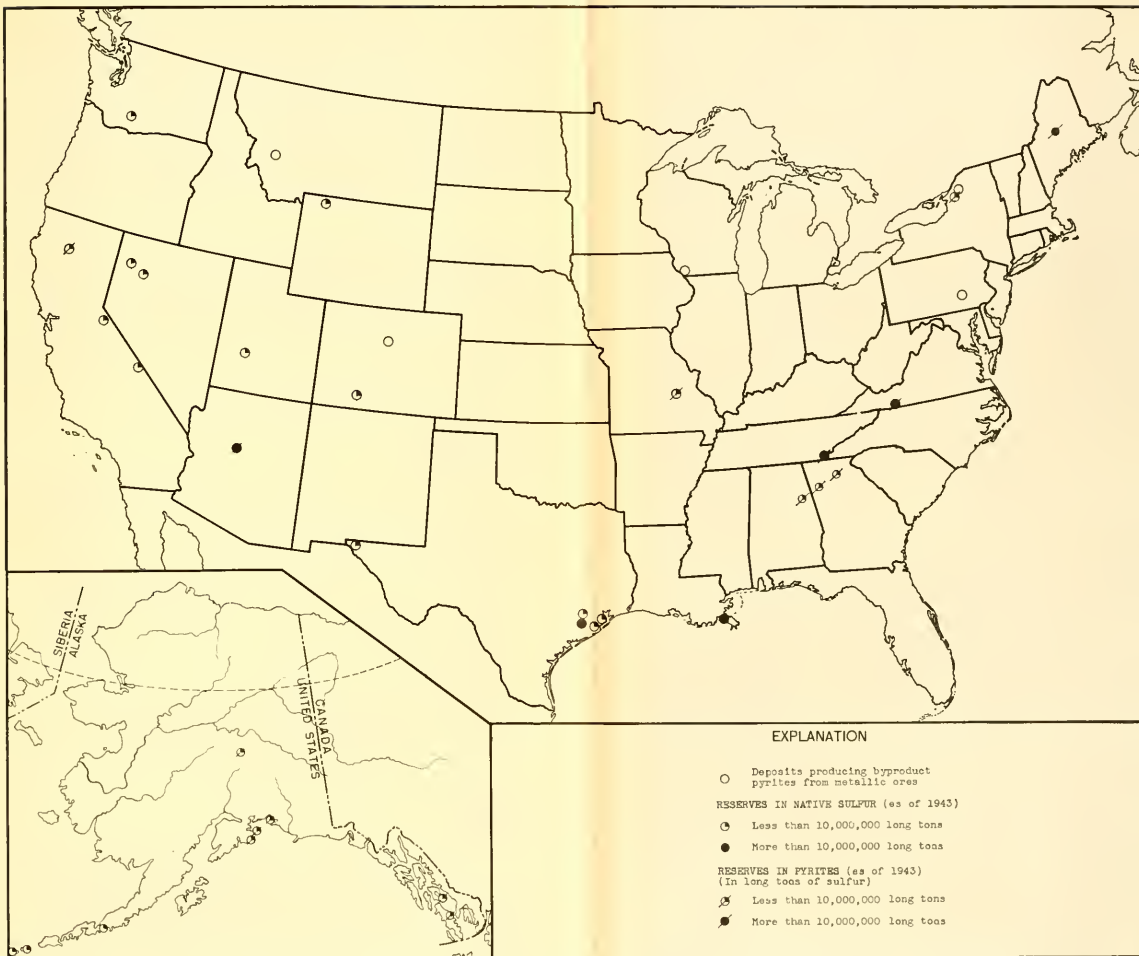 SIBERIA
ALASKA
CANADA
UNITED STATES
EXPLANATION
Deposits producing byproduct
pyrites from metallic ores
RESERVES IN NATIVE SULFUR (as of 1943)
Less than 10,000,000 long tons
More than 10,000,000 long tons
RESERVES IN PYRITES (as of 1943)
(In long tons of sulfur)
Less than 10,000,000 long tons
More than 10,000,000 long tons